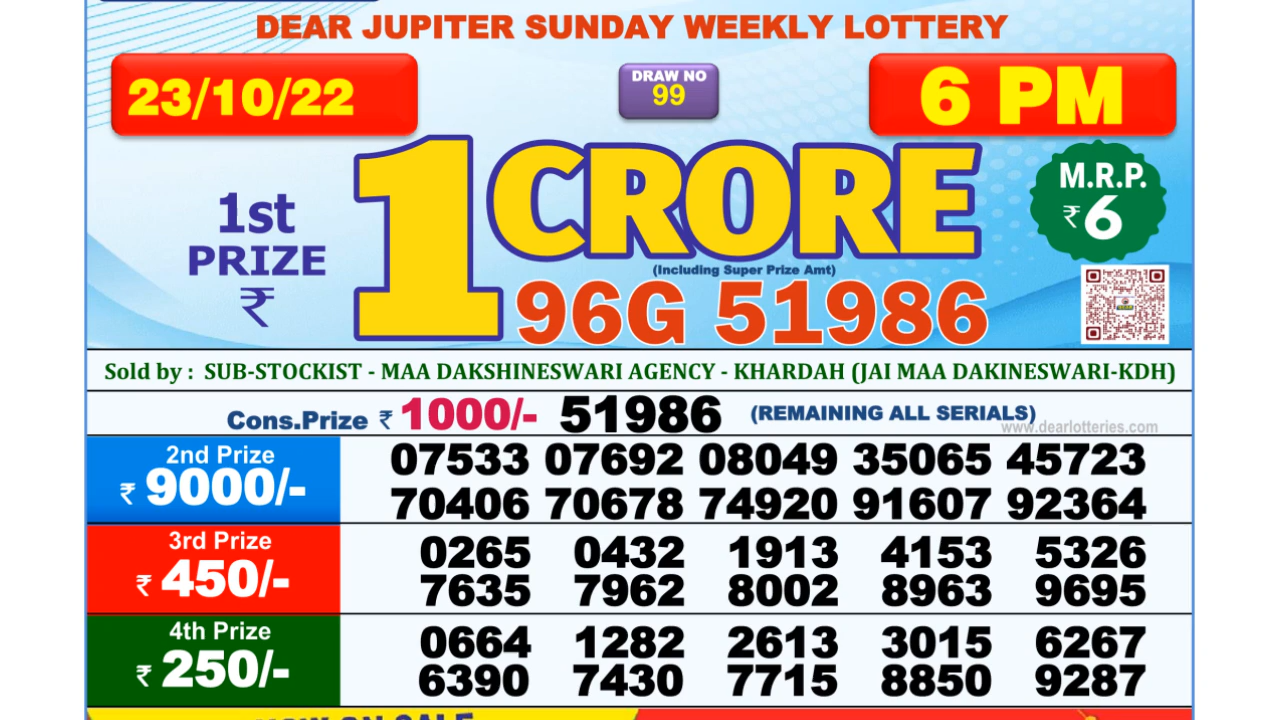 DEAR JUPITER SUNDAY WEEKLY LOTTERY
23/10/22
DRAW NO
99
6 PM
1st
PRIZE
₹
1 CRORE
(Including Super Prize Amt)
96G 51986
M.R.P.
₹ 6
Sold by : SUB-STOCKIST - MAA DAKSHINESWARI AGENCY - KHARDAH (JAI MAA DAKINESWARI-KDH)
Cons.Prize ₹ 1000/- 51986 (REMAINING ALL SERIALS)
www.dearlotteries.com
2nd Prize
₹ 9000/-
07533 07692 08049 35065 45723
70406 70678 74920 91607 92364
3rd Prize
₹ 450/-
0265 0432 1913 4153 5326
7635 7962 8002 8963 9695
4th Prize
₹ 250/-
0664 1282 2613 3015 6267
6390 7430 7715 8850 9287
NOW ON SALE